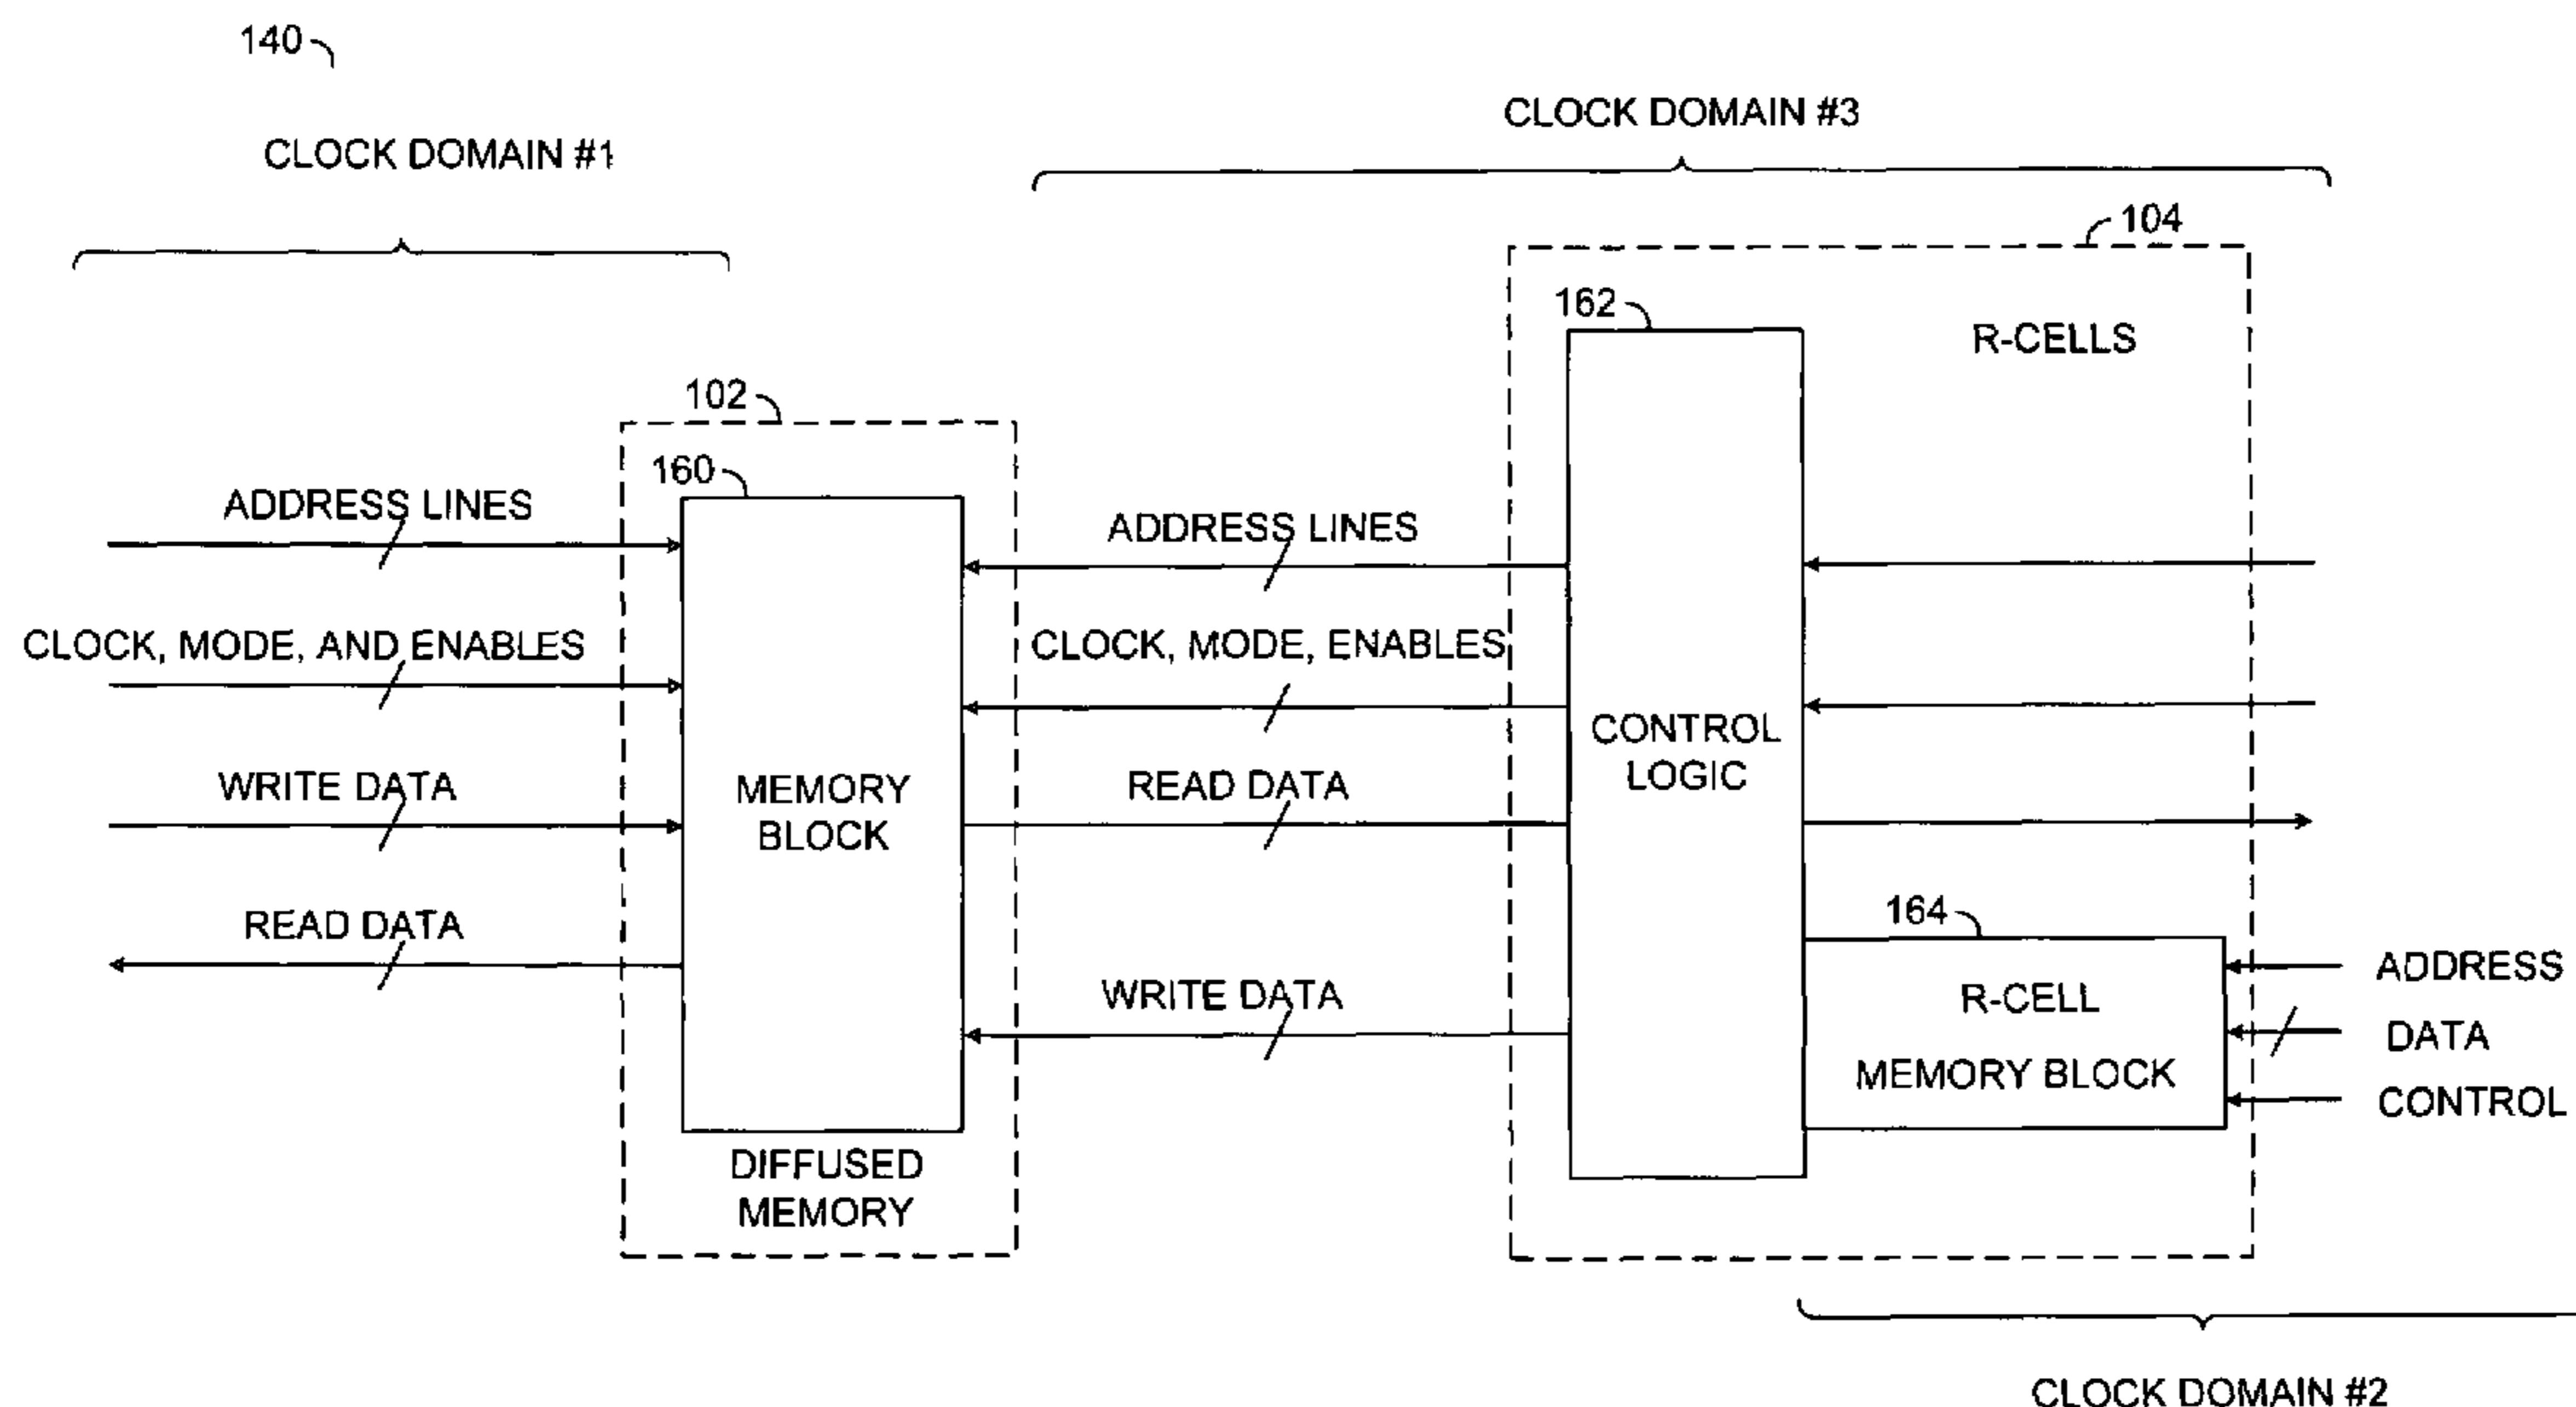 140
CLOCK DOMAIN #3
CLOCK DOMAIN #1
104
162
R-CELLS
102
160
ADDRESS LINES
ADDRESS LINES
CLOCK, MODE, AND ENABLES
CLOCK, MODE, ENABLES
CONTROL
LOGIC
WRITE DATA
MEMORY
BLOCK
READ DATA
READ DATA
164
WRITE DATA
R-CELL
MEMORY BLOCK
ADDRESS
DATA
CONTROL
DIFFUSED
MEMORY
CLOCK DOMAIN #2